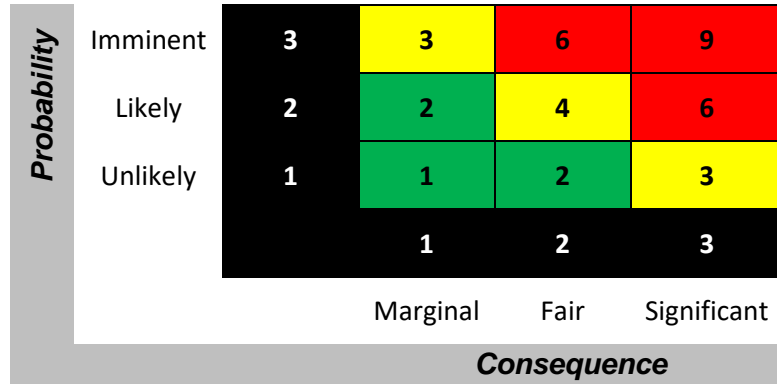 Probability
Imminent 3 3 6 9
Likely 2 2 4 6
Unlikely 1 1 2 3
1 2 3
Marginal Fair Significant
Consequence